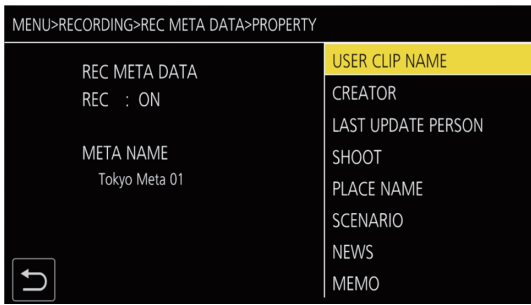 MENU>RECORDING>REC META DATA>PROPERTY
REC META DATA
REC : ON
META NAME
Tokyo Meta 01
USER CLIP NAME
CREATOR
LAST UPDATE PERSON
SHOOT
PLACE NAME
SCENARIO
NEWS
MEMO